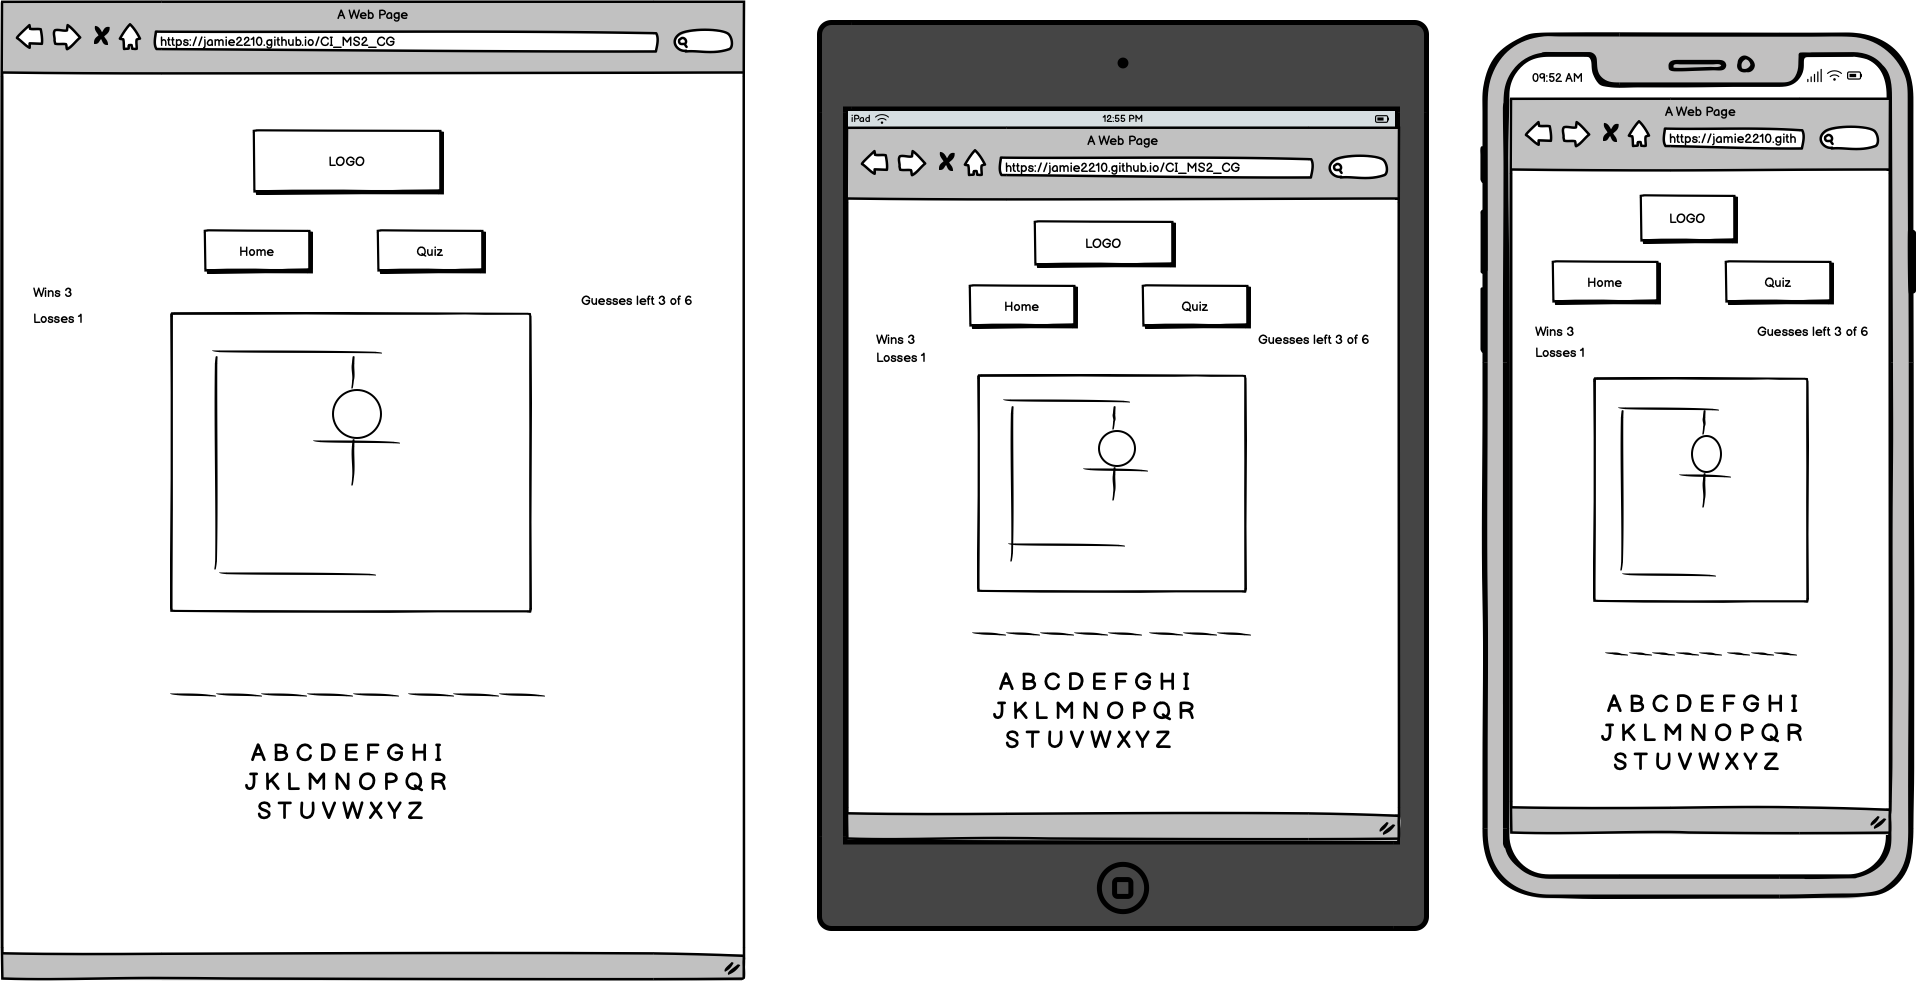 A Web Page
https://jamie2210.github.io/CI_MS2_CG
LOGO
Home
Quiz
Wins 3
Losses 1
Guesses left 3 of 6
A B C D E F G H I
J K L M N O P Q R
S T U V W X Y Z
iPad
12:55 PM
A Web Page
https://jamie2210.github.io/CI_MS2_CG
LOGO
Home
Quiz
Wins 3
Losses 1
Guesses left 3 of 6
A B C D E F G H I
J K L M N O P Q R
S T U V W X Y Z
09:52 AM
A Web Page
https://jamie2210.gith
LOGO
Home
Quiz
Wins 3
Losses 1
Guesses left 3 of 6
A B C D E F G H I
J K L M N O P Q R
S T U V W X Y Z